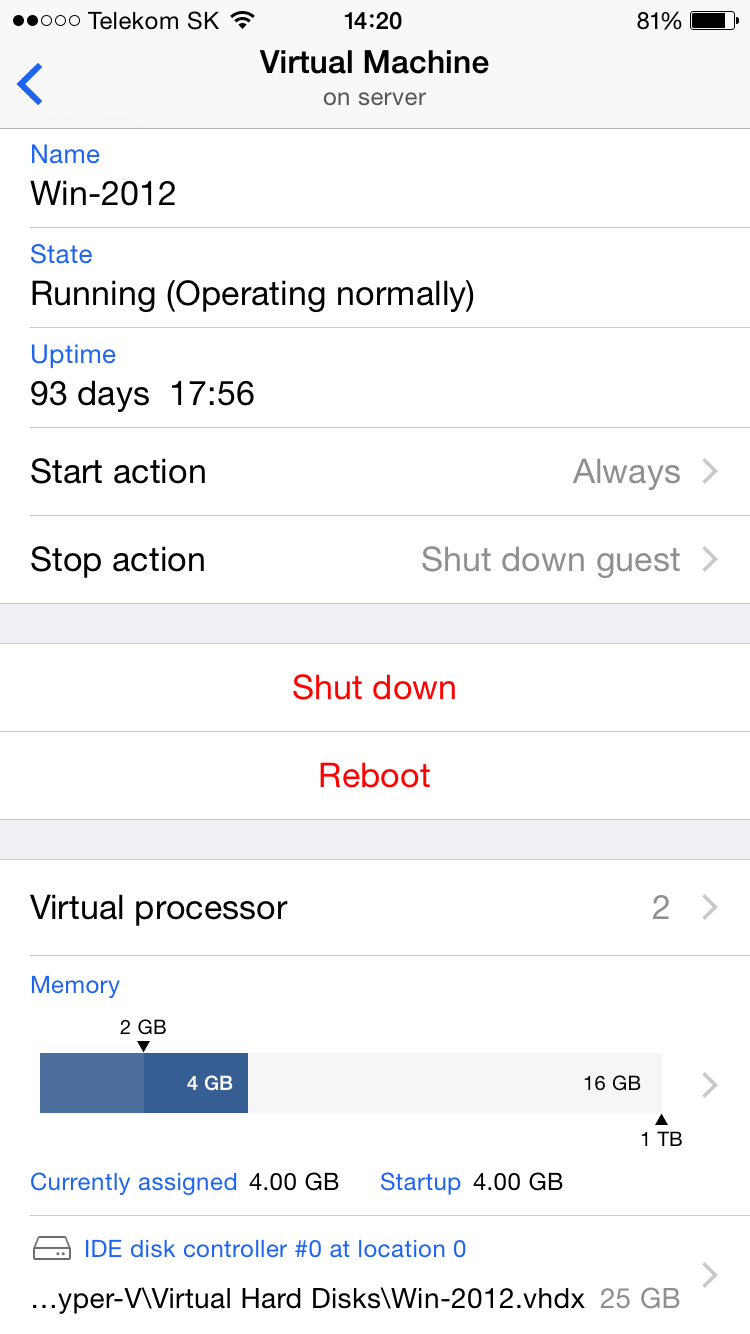 Telekom SK 14:20 81%
Virtual Machine
on server
Name
Win-2012
State
Running (Operating normally)
Uptime
93 days 17:56
Start action Always
Stop action Shut down guest
Shut down
Reboot
Virtual processor 2
Memory
2 GB
4 GB 16 GB
1 TB
Currently assigned 4.00 GB Startup 4.00 GB
IDE disk controller #0 at location 0
...yper-V\Virtual Hard Disks\Win-2012.vhdx 25 GB